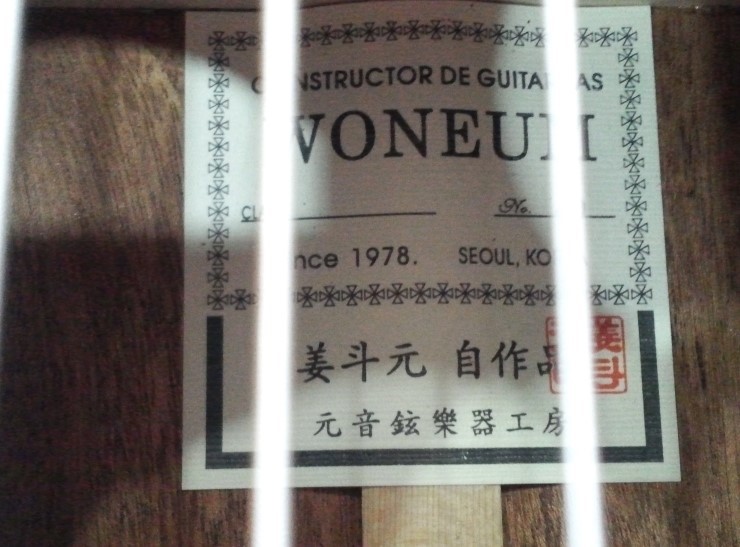 CONSTRUCTOR DE GUITARRAS
WONEUM
No.
Since 1978. SEOUL, KOREA
姜斗元 自作品
元音鉉樂器工房